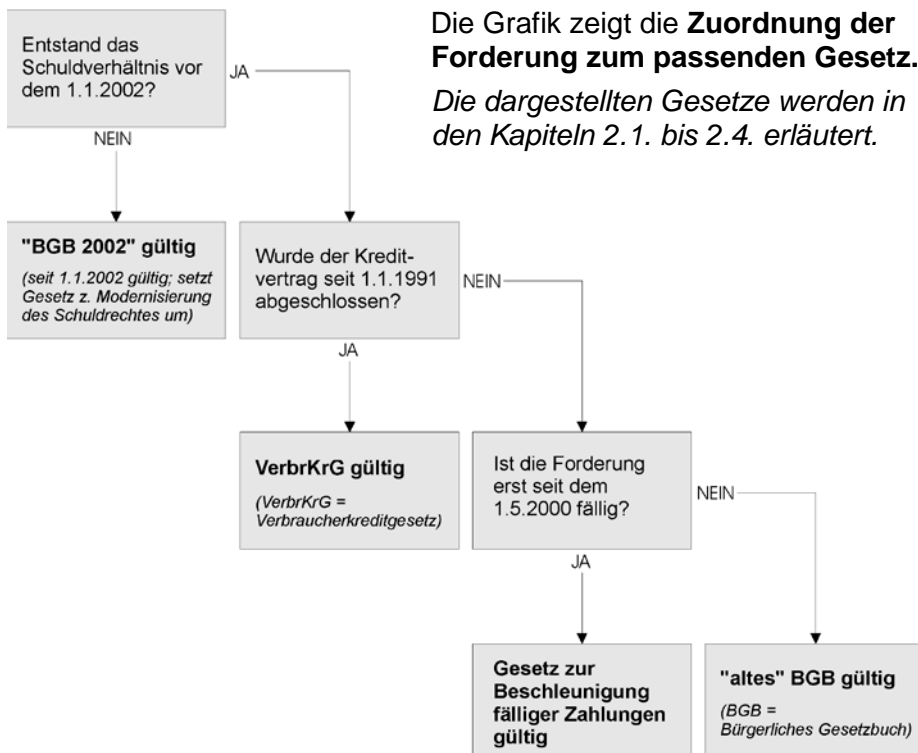 Die Grafik zeigt die Zuordnung der
Forderung zum passenden Gesetz.
Die dargestellten Gesetze werden in
den Kapiteln 2.1. bis 2.4. erläutert.
Entstand das
Schuldverhältnis vor
dem 1.1.2002?
JA
NEIN
"BGB 2002" gültig
(seit 1.1.2002 gültig; setzt
Gesetz z. Modernisierung
des Schuldrechtes um)
Wurde der Kredit-
vertrag seit 1.1.1991
abgeschlossen?
NEIN
JA
VerbrKrG gültig
(VerbrKrG =
Verbraucherkreditgesetz)
Ist die Forderung
erst seit dem
1.5.2000 fällig?
NEIN
JA
Gesetz zur
Beschleunigung
fälliger Zahlungen
gültig
"altes" BGB gültig
(BGB =
Bürgerliches Gesetzbuch)